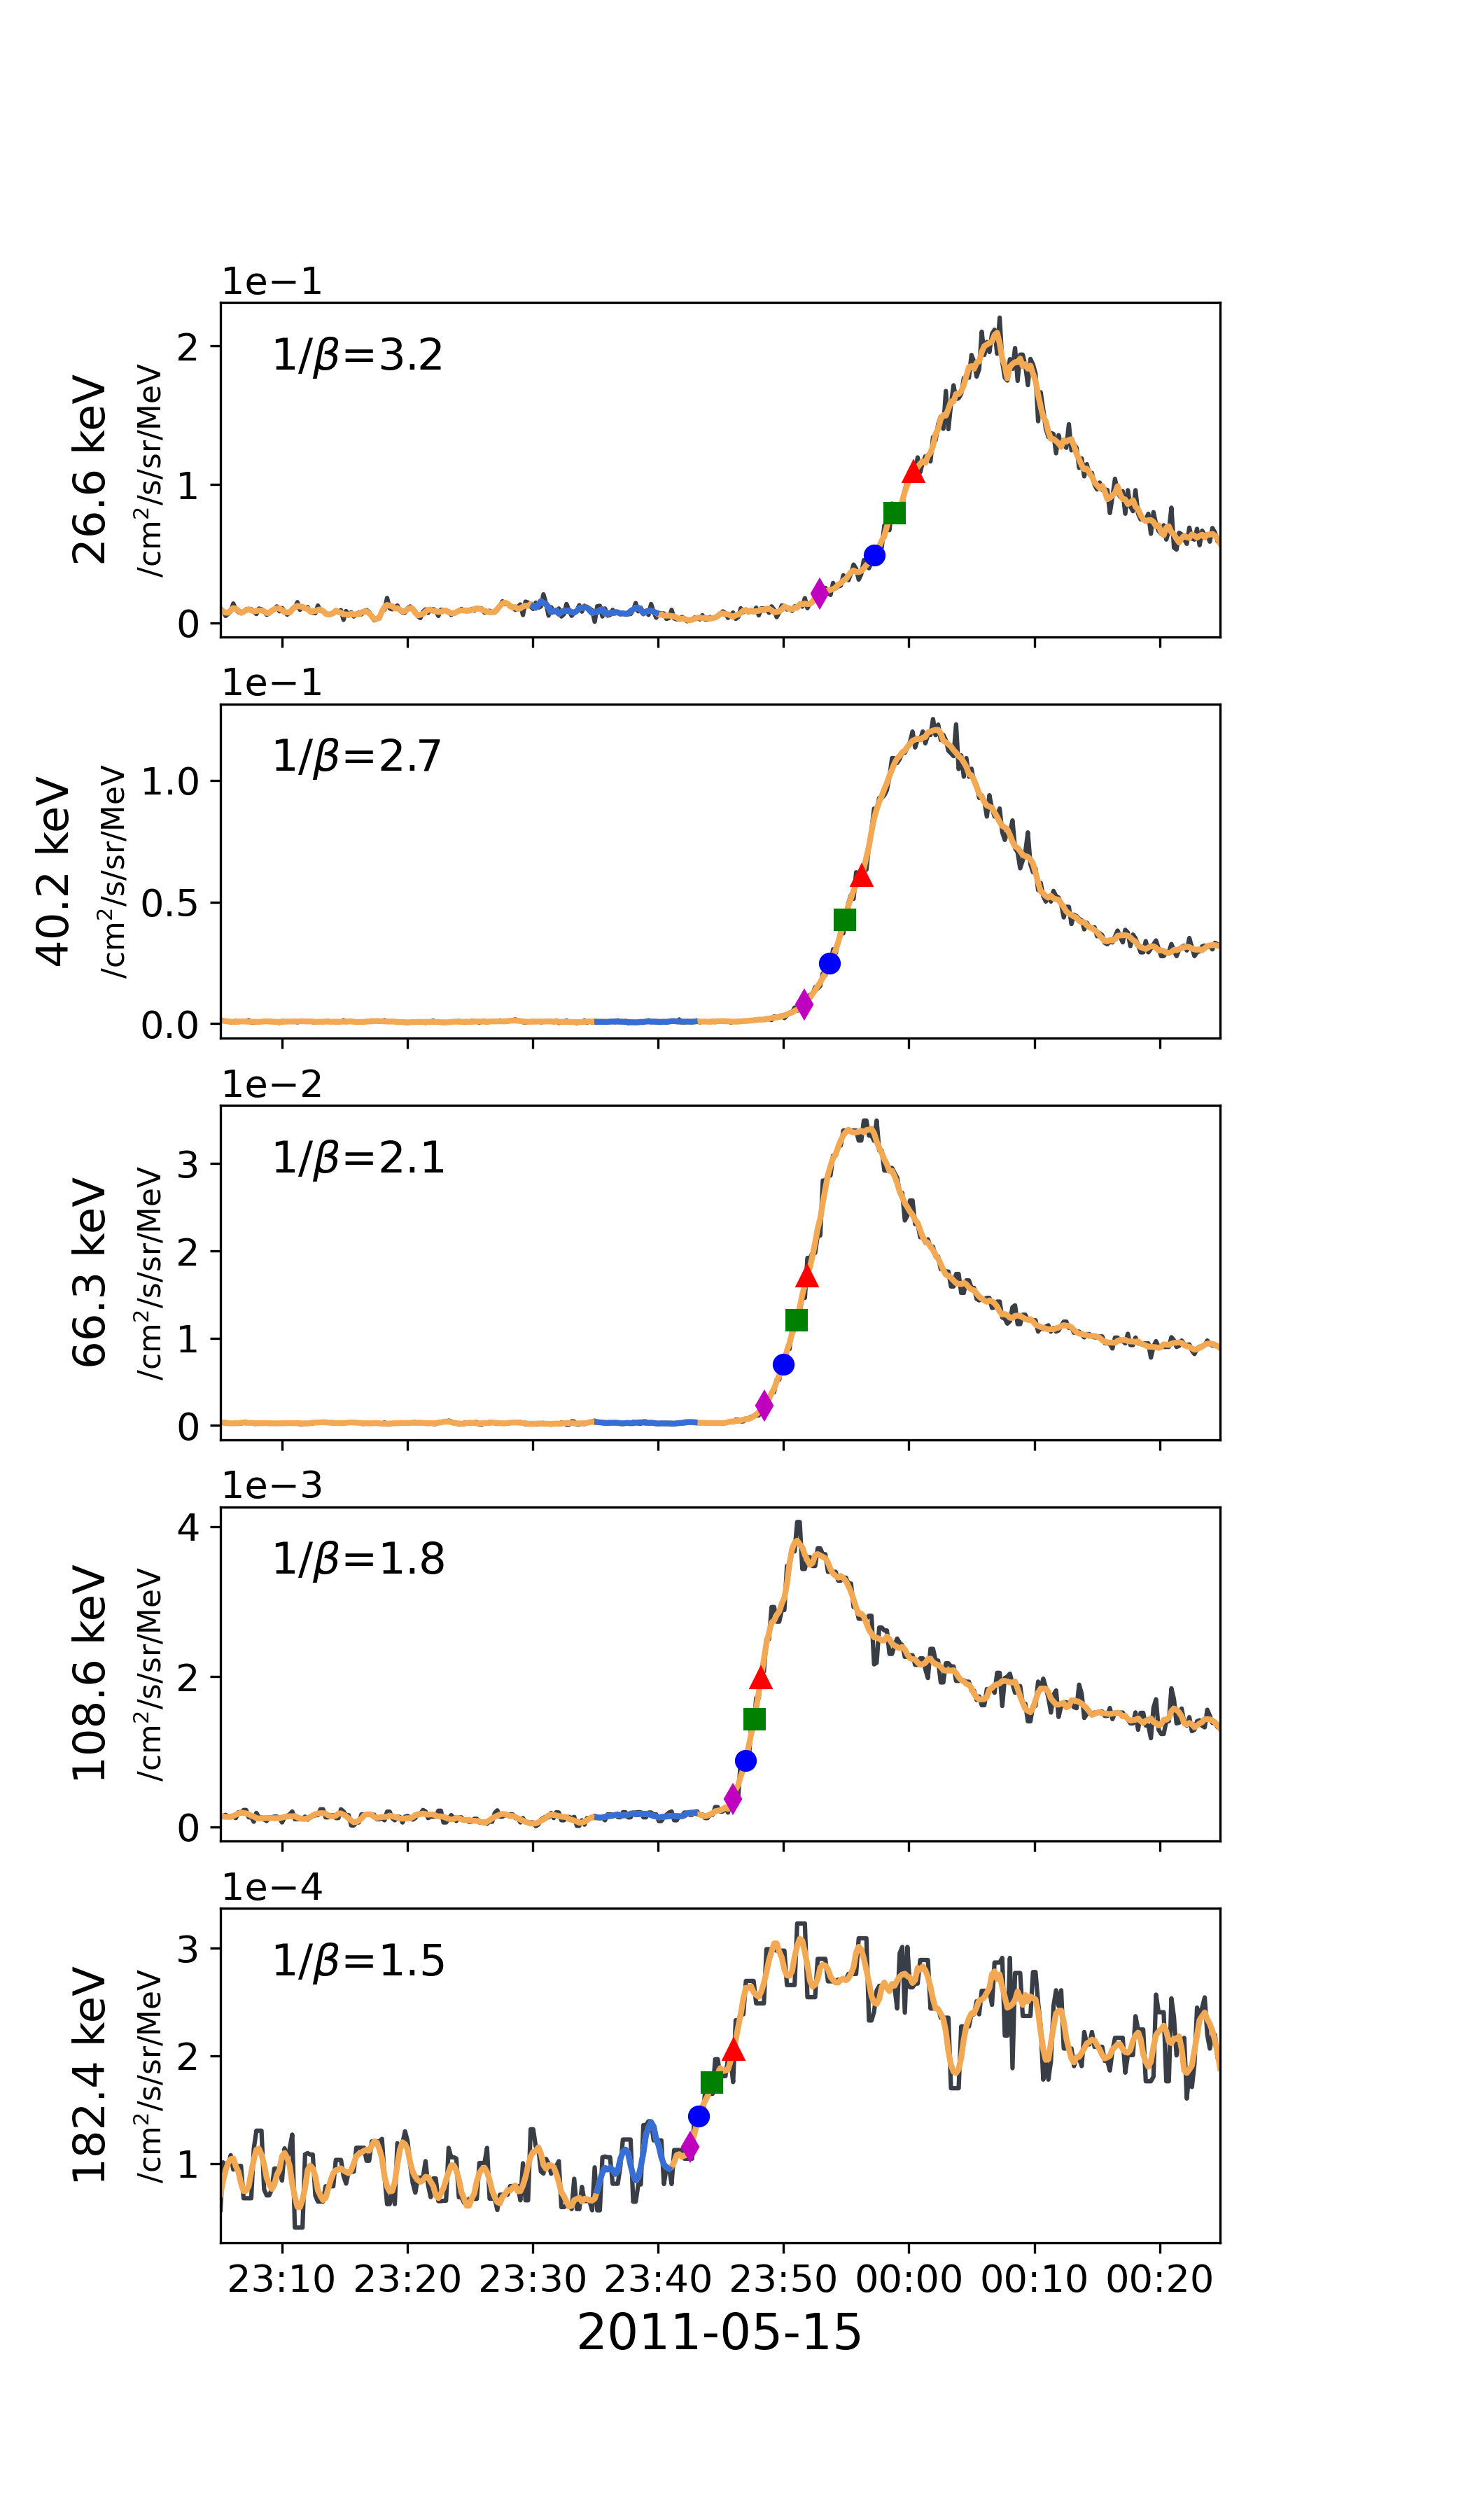 1e−1
26.6 keV
/cm²/s/sr/MeV
1/β=3.2
2
1
0
1e−1
40.2 keV
/cm²/s/sr/MeV
1/β=2.7
1.0
0.5
0.0
1e−2
66.3 keV
/cm²/s/sr/MeV
1/β=2.1
3
2
1
0
1e−3
108.6 keV
/cm²/s/sr/MeV
1/β=1.8
4
2
0
1e−4
182.4 keV
/cm²/s/sr/MeV
1/β=1.5
3
2
1
23:10 23:20 23:30 23:40 23:50 00:00 00:10 00:20
2011-05-15